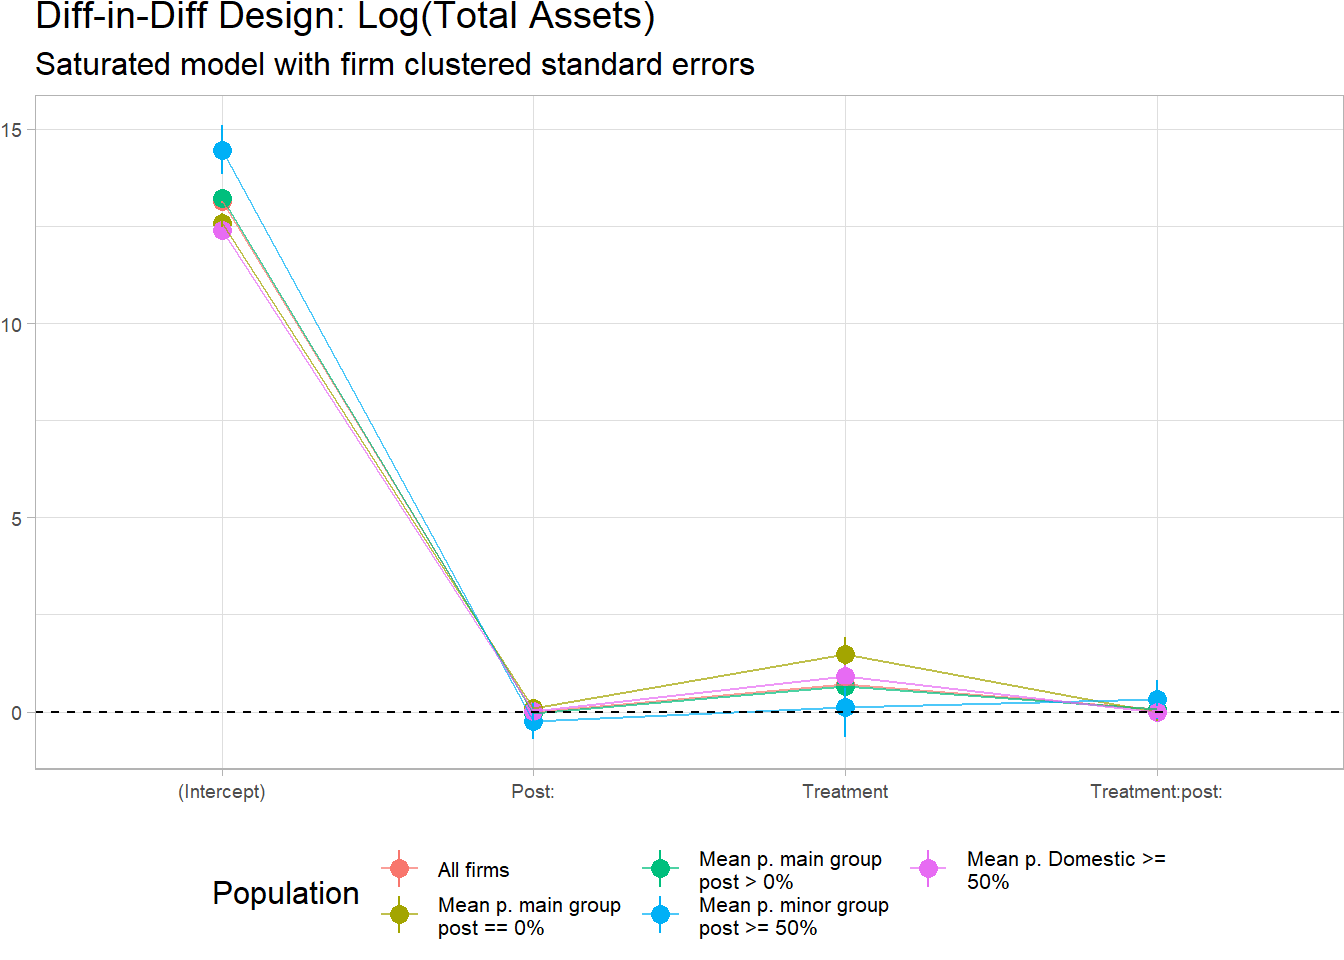 Diff-in-Diff Design: Log(Total Assets)
Saturated model with firm clustered standard errors
15
10
5
0
(Intercept)
Post:
Treatment
Treatment:post:
Population
All firms
Mean p. main group
post == 0%
Mean p. main group
post > 0%
Mean p. minor group
post >= 50%
Mean p. Domestic >=
50%